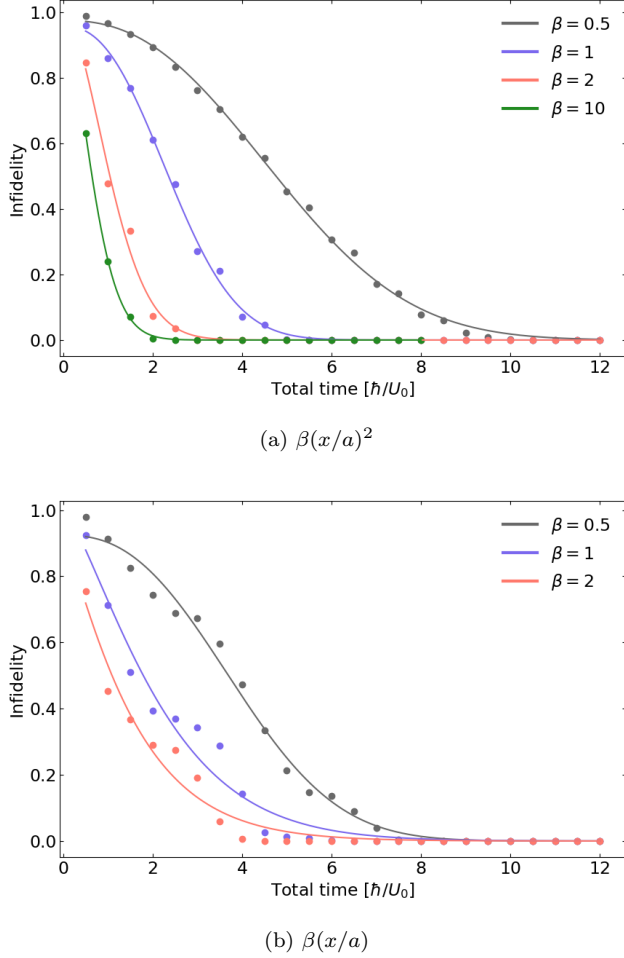 1.0
0.8
0.6
0.4
0.2
0.0
Infidelity
β = 0.5
β = 1
β = 2
β = 10
0 2 4 6 8 10 12
Total time [ℏ/U₀]
(a) β(x/a)²
1.0
0.8
0.6
0.4
0.2
0.0
Infidelity
β = 0.5
β = 1
β = 2
0 2 4 6 8 10 12
Total time [ℏ/U₀]
(b) β(x/a)